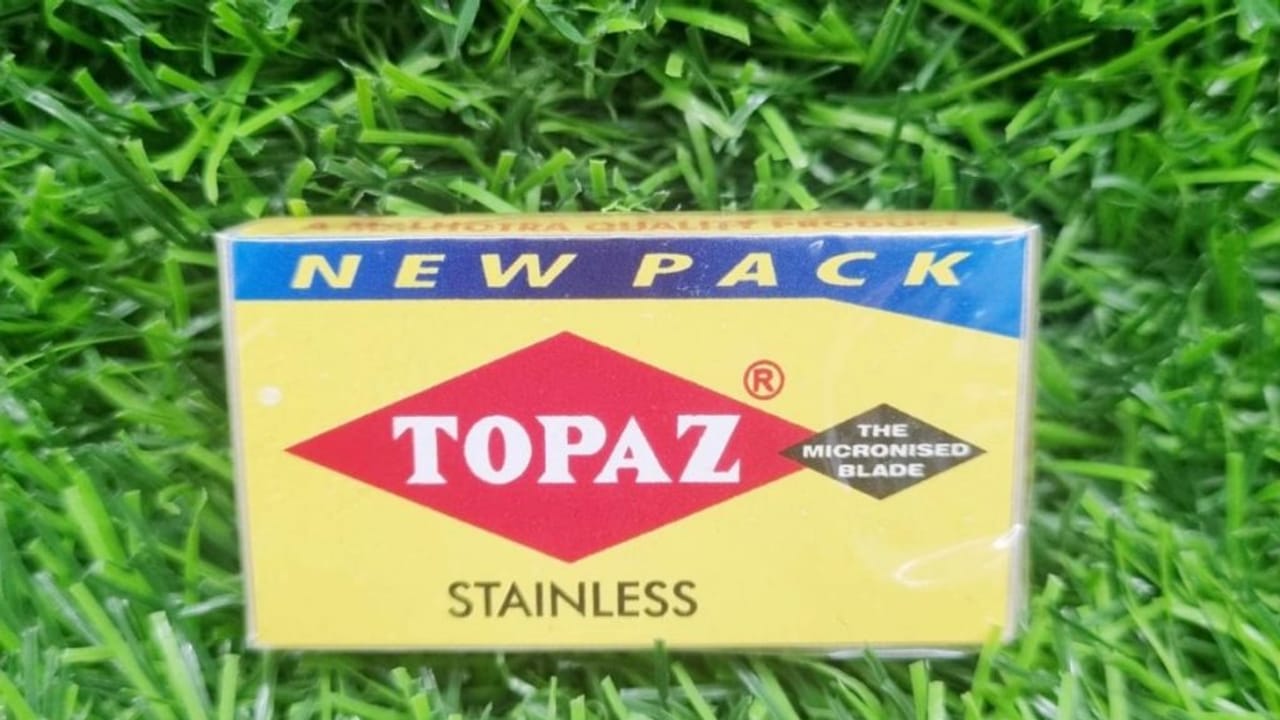 A MALHOTRA QUALITY PRODUCT
NEW PACK
TOPAZ ®
THE
MICRONISED
BLADE
STAINLESS